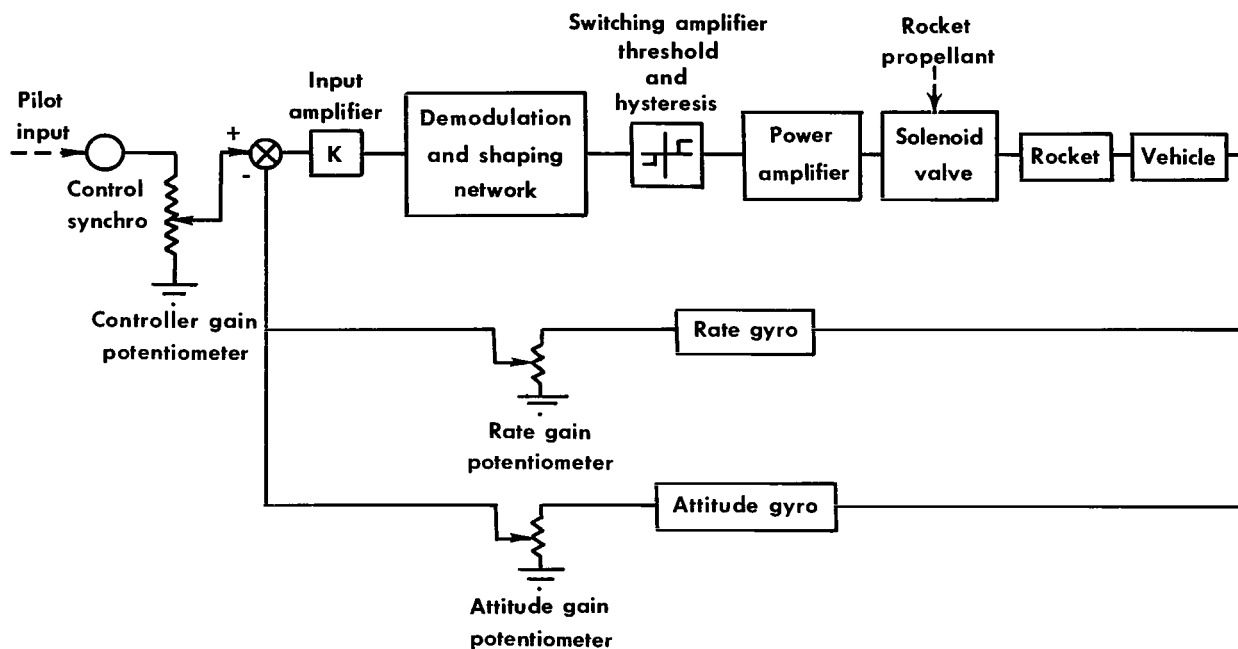 Switching amplifier
threshold
and
hysteresis
Rocket
propellant
Pilot
input
Input
amplifier
+
-
K
Demodulation
and shaping
network
Power
amplifier
Solenoid
valve
Rocket
Vehicle
Control
synchro
Controller gain
potentiometer
Rate gyro
Rate gain
potentiometer
Attitude gyro
Attitude gain
potentiometer